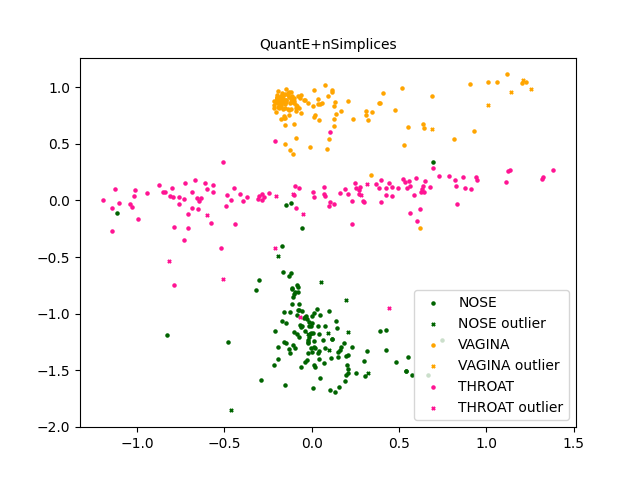 QuantE+nSimplices
1.0
0.5
0.0
−0.5
−1.0
−1.5
−2.0
NOSE
NOSE outlier
VAGINA
VAGINA outlier
THROAT
THROAT outlier
−1.0 −0.5 0.0 0.5 1.0 1.5